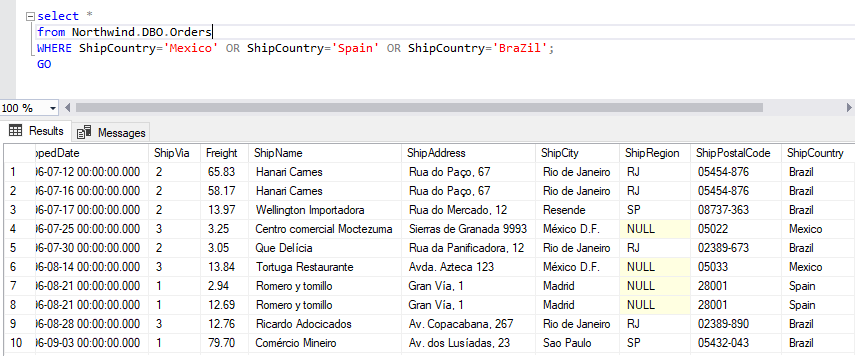 select *
from Northwind.DBO.Orders
WHERE ShipCountry='Mexico' OR ShipCountry='Spain' OR ShipCountry='BraZil';
GO
100 %
Results Messages
opedDate ShipVia Freight ShipName ShipAddress ShipCity ShipRegion ShipPostalCode ShipCountry
1 96-07-12 00:00:00.000 2 65.83 Hanari Carnes Rua do Paço, 67 Rio de Janeiro RJ 05454-876 Brazil
2 96-07-16 00:00:00.000 2 58.17 Hanari Carnes Rua do Paço, 67 Rio de Janeiro RJ 05454-876 Brazil
3 96-07-17 00:00:00.000 2 13.97 Wellington Importadora Rua do Mercado, 12 Resende SP 08737-363 Brazil
4 96-07-25 00:00:00.000 3 3.25 Centro comercial Moctezuma Sierras de Granada 9993 México D.F. NULL 05022 Mexico
5 96-07-30 00:00:00.000 2 3.05 Que Delícia Rua da Panificadora, 12 Rio de Janeiro RJ 02389-673 Brazil
6 96-08-14 00:00:00.000 3 13.84 Tortuga Restaurante Avda. Azteca 123 México D.F. NULL 05033 Mexico
7 96-08-21 00:00:00.000 1 2.94 Romero y tomillo Gran Vía, 1 Madrid NULL 28001 Spain
8 96-08-21 00:00:00.000 1 12.69 Romero y tomillo Gran Vía, 1 Madrid NULL 28001 Spain
9 96-08-28 00:00:00.000 3 12.76 Ricardo Adocicados Av. Copacabana, 267 Rio de Janeiro RJ 02389-890 Brazil
10 96-09-03 00:00:00.000 1 79.70 Comércio Mineiro Av. dos Lusíadas, 23 Sao Paulo SP 05432-043 Brazil